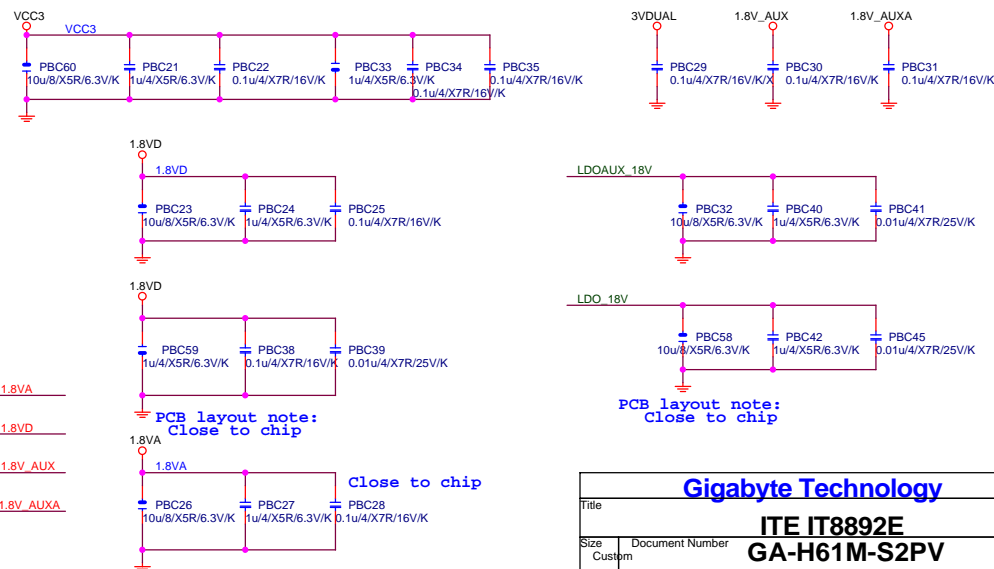 VCC3
VCC3
PBC60
10u/8/X5R/6.3V/K
PBC21
1u/4/X5R/6.3V/K
PBC22
0.1u/4/X7R/16V/K
PBC33
1u/4/X5R/6.3V/K
PBC34
0.1u/4/X7R/16V/K
PBC35
0.1u/4/X7R/16V/K
3VDUAL
PBC29
0.1u/4/X7R/16V/K/X
1.8V_AUX
PBC30
0.1u/4/X7R/16V/K
1.8V_AUXA
PBC31
0.1u/4/X7R/16V/K
1.8VD
1.8VD
PBC23
10u/8/X5R/6.3V/K
PBC24
1u/4/X5R/6.3V/K
PBC25
0.1u/4/X7R/16V/K
LDOAUX_18V
PBC32
10u/8/X5R/6.3V/K
PBC40
1u/4/X5R/6.3V/K
PBC41
0.01u/4/X7R/25V/K
1.8VD
PBC59
1u/4/X5R/6.3V/K
PBC38
0.1u/4/X7R/16V/K
PBC39
0.01u/4/X7R/25V/K
PCB layout note:
Close to chip
LDO_18V
PBC58
10u/8/X5R/6.3V/K
PBC42
1u/4/X5R/6.3V/K
PBC45
0.01u/4/X7R/25V/K
PCB layout note:
Close to chip
1.8VA
1.8VD
1.8V_AUX
1.8V_AUXA
1.8VA
1.8VA
Close to chip
PBC26
10u/8/X5R/6.3V/K
PBC27
1u/4/X5R/6.3V/K
PBC28
0.1u/4/X7R/16V/K
Gigabyte Technology
Title
ITE IT8892E
Size
Custom
Document Number
GA-H61M-S2PV